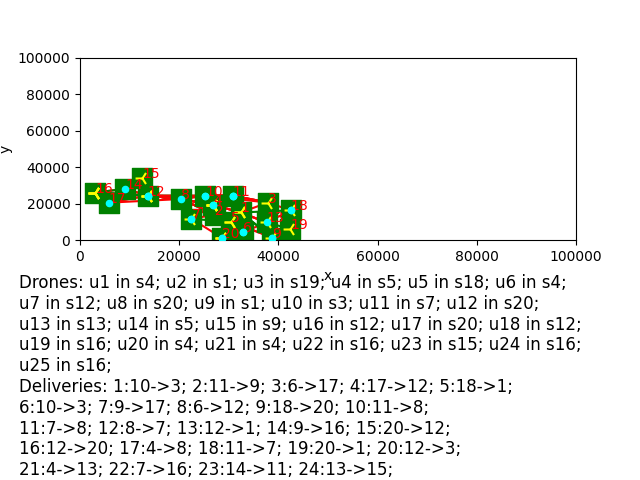 100000
80000
60000
40000
20000
0
y
0 20000 40000 60000 80000 100000
x
Drones: u1 in s4; u2 in s1; u3 in s19; u4 in s5; u5 in s18; u6 in s4;
u7 in s12; u8 in s20; u9 in s1; u10 in s3; u11 in s7; u12 in s20;
u13 in s13; u14 in s5; u15 in s9; u16 in s12; u17 in s20; u18 in s12;
u19 in s16; u20 in s4; u21 in s4; u22 in s16; u23 in s15; u24 in s16;
u25 in s16;
Deliveries: 1:10->3; 2:11->9; 3:6->17; 4:17->12; 5:18->1;
6:10->3; 7:9->17; 8:6->12; 9:18->20; 10:11->8;
11:7->8; 12:8->7; 13:12->1; 14:9->16; 15:20->12;
16:12->20; 17:4->8; 18:11->7; 19:20->1; 20:12->3;
21:4->13; 22:7->16; 23:14->11; 24:13->15;